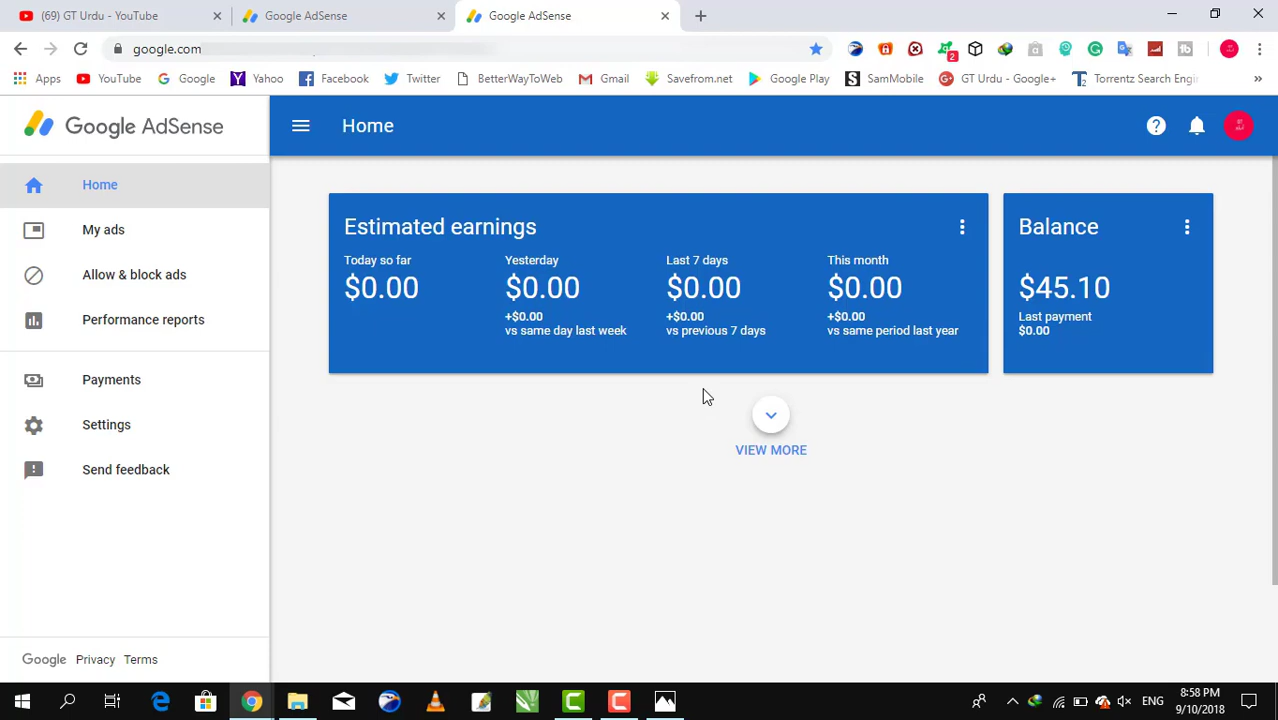 (69) GT Urdu - YouTube
Google AdSense
Google AdSense
google.com
2
Apps
YouTube
Google
Yahoo
Facebook
Twitter
BetterWayToWeb
Gmail
Savefrom.net
Google Play
SamMobile
GT Urdu - Google+
Torrentz Search Engin
Google AdSense
Home
Home
My ads
Allow & block ads
Performance reports
Payments
Settings
Send feedback
Estimated earnings
Today so far
$0.00
Yesterday
$0.00
+$0.00
vs same day last week
Last 7 days
$0.00
+$0.00
vs previous 7 days
This month
$0.00
+$0.00
vs same period last year
Balance
$45.10
Last payment
$0.00
VIEW MORE
Google Privacy Terms
ENG
8:58 PM
9/10/2018